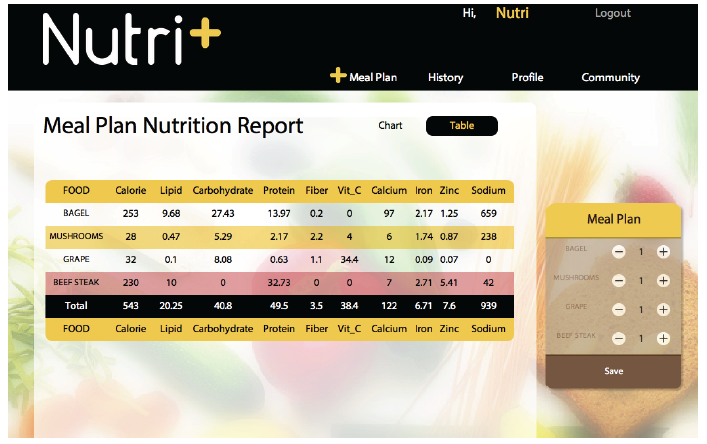 Nutri+
Hi, Nutri Logout
+ Meal Plan History Profile Community
Meal Plan Nutrition Report Chart Table
FOOD Calorie Lipid Carbohydrate Protein Fiber Vit_C Calcium Iron Zinc Sodium
BAGEL 253 9.68 27.43 13.97 0.2 0 97 2.17 1.25 659
MUSHROOMS 28 0.47 5.29 2.17 2.2 4 6 1.74 0.87 238
GRAPE 32 0.1 8.08 0.63 1.1 34.4 12 0.09 0.07 0
BEEF STEAK 230 10 0 32.73 0 0 7 2.71 5.41 42
Total 543 20.25 40.8 49.5 3.5 38.4 122 6.71 7.6 939
FOOD Calorie Lipid Carbohydrate Protein Fiber Vit_C Calcium Iron Zinc Sodium
Meal Plan
BAGEL − 1 +
MUSHROOMS − 1 +
GRAPE − 1 +
BEEF STEAK − 1 +
Save